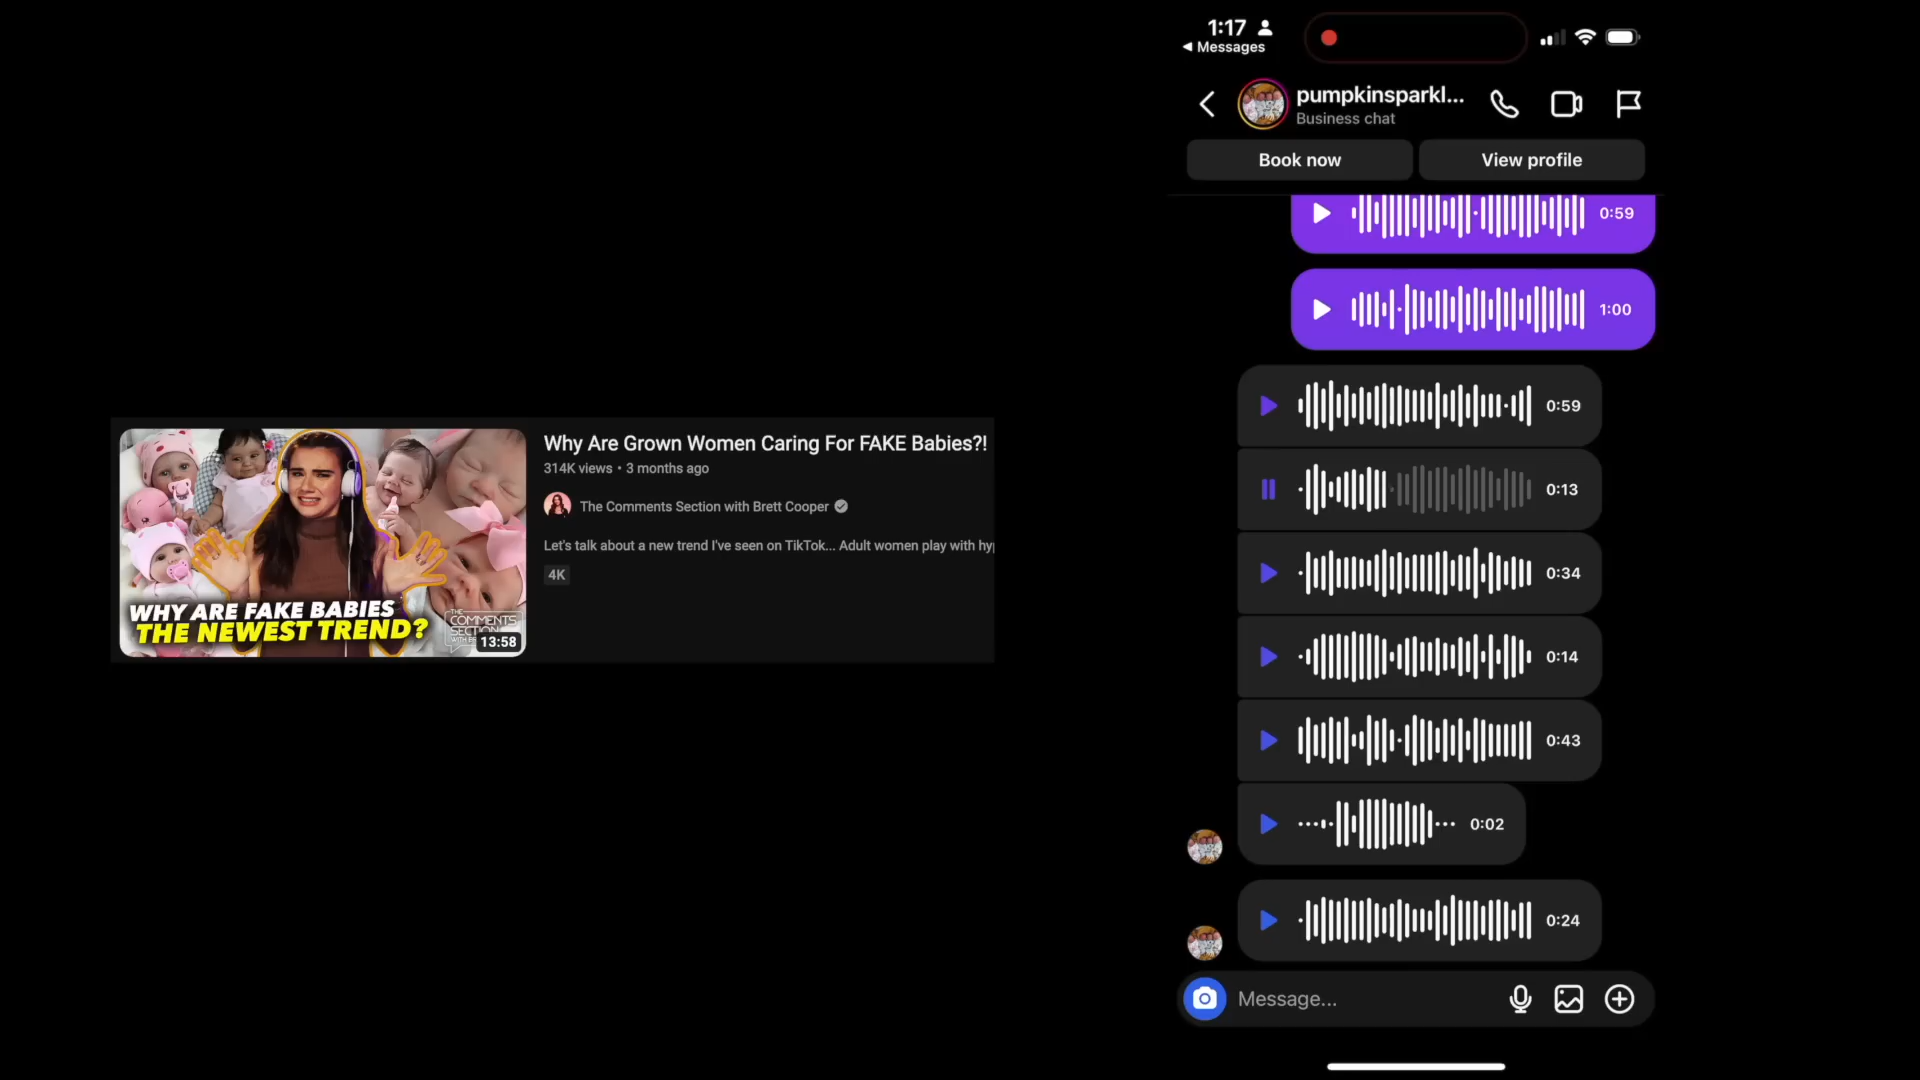 Why Are Grown Women Caring For FAKE Babies?!
314K views • 3 months ago
The Comments Section with Brett Cooper
Let's talk about a new trend I've seen on TikTok... Adult women play with
4K
WHY ARE FAKE BABIES
THE NEWEST TREND?
THE
COMMENTS
SECTION
13:58
1:17
Messages
pumpkinsparkl...
Business chat
Book now
View profile
0:59
1:00
0:59
0:13
0:34
0:14
0:43
0:02
0:24
Message...